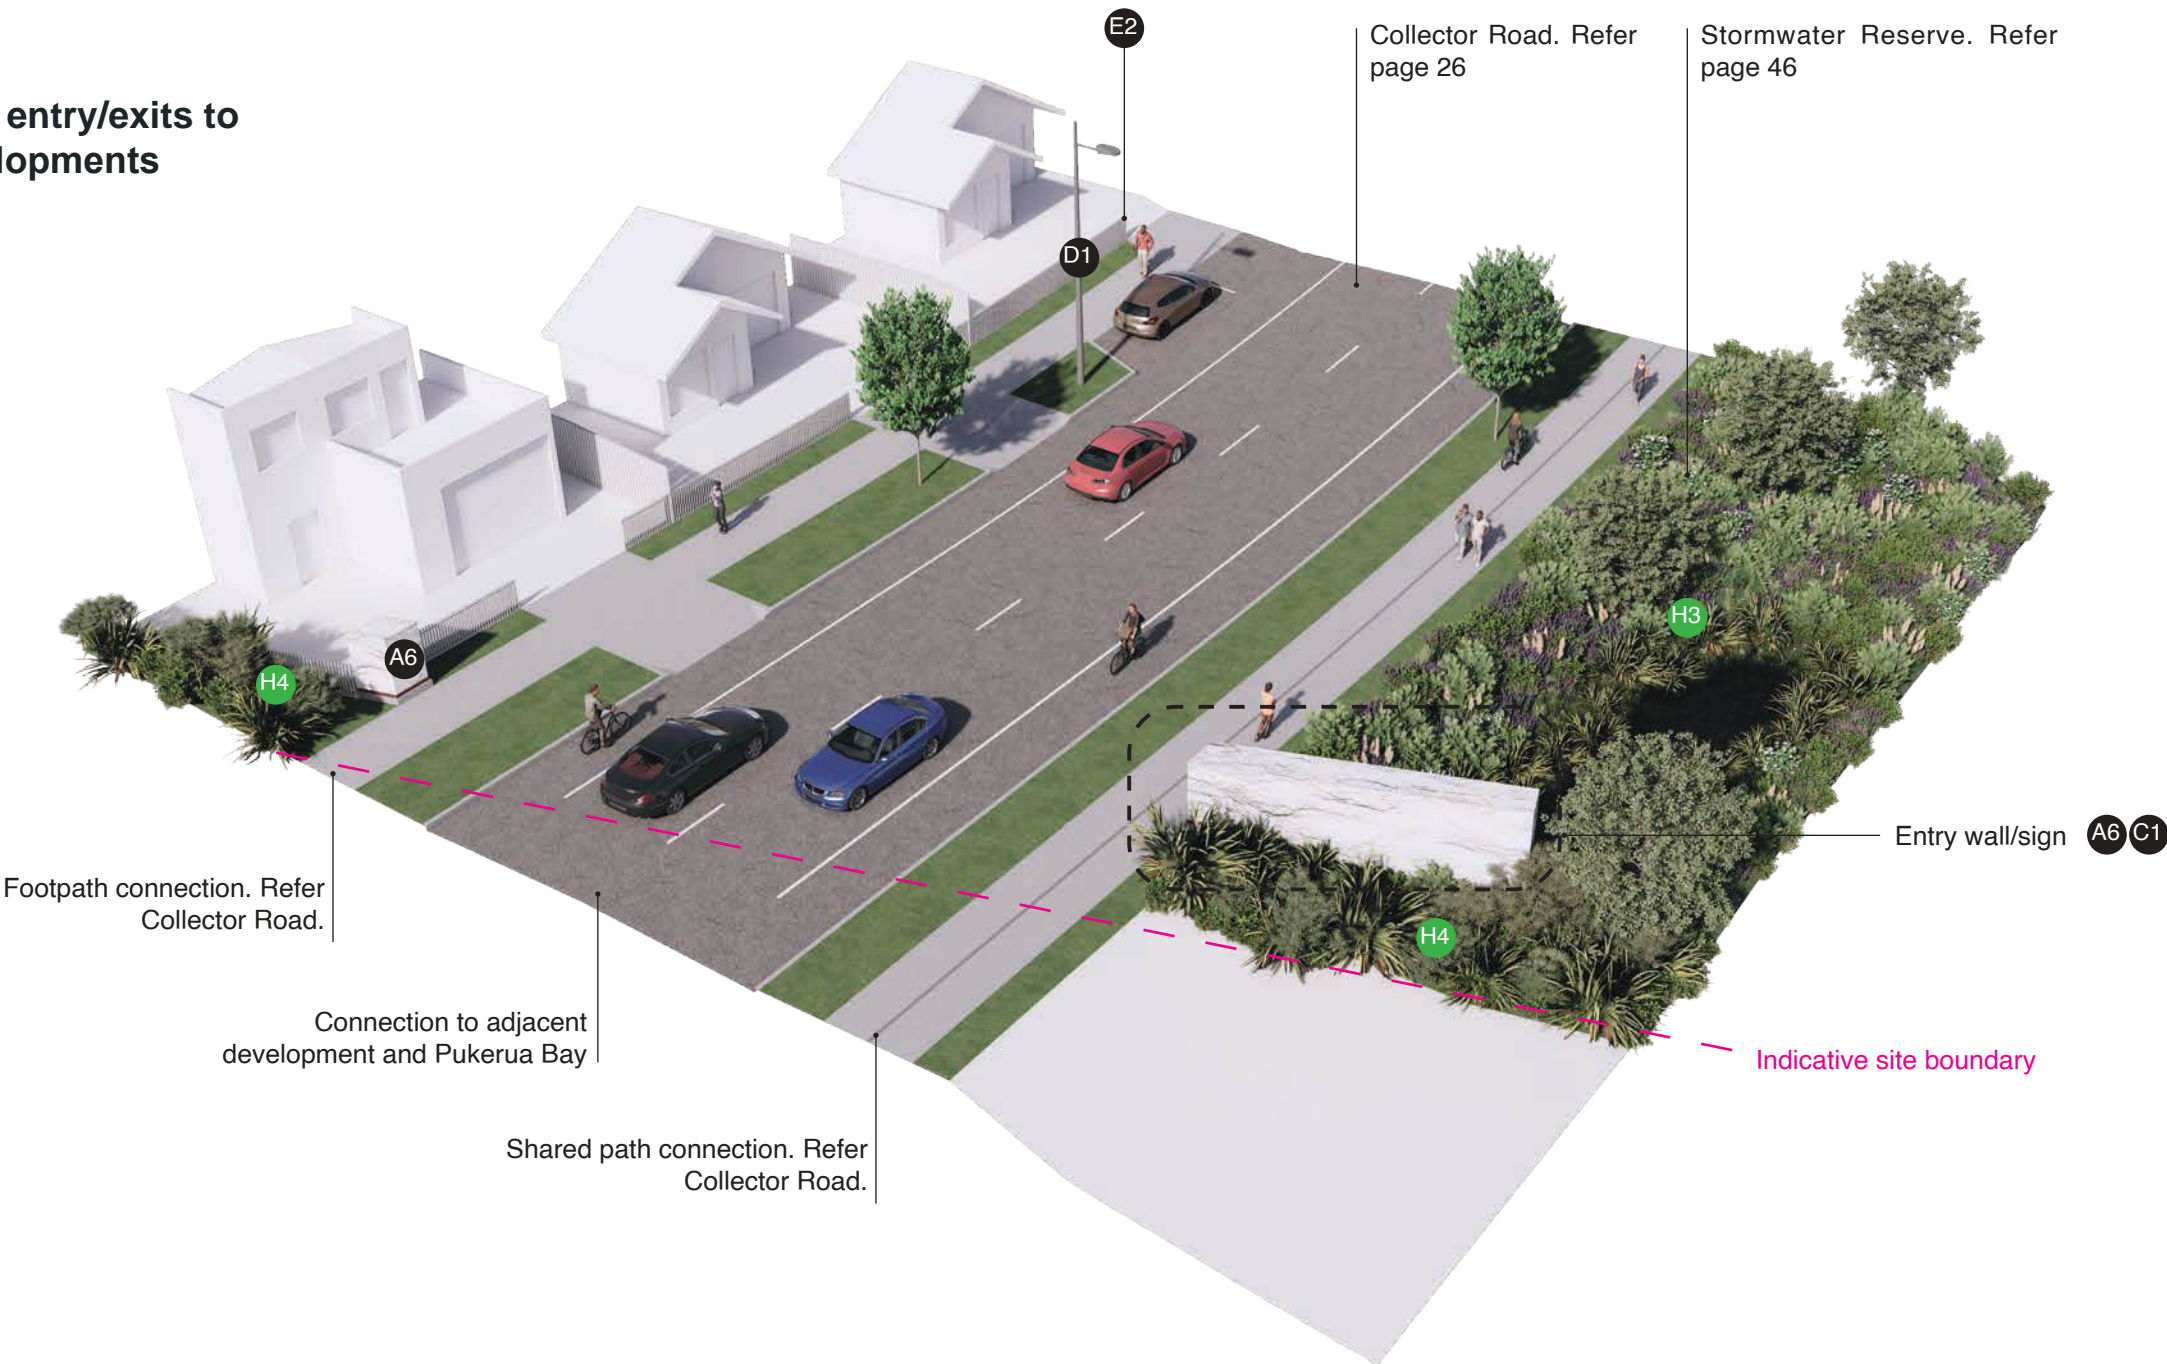 entry/exits to
lopments
E2
Collector Road. Refer
page 26
Stormwater Reserve. Refer
page 46
D1
H3
A6
H4
Entry wall/sign A6 C1
Footpath connection. Refer
Collector Road.
H4
Connection to adjacent
development and Pukerua Bay
Indicative site boundary
Shared path connection. Refer
Collector Road.